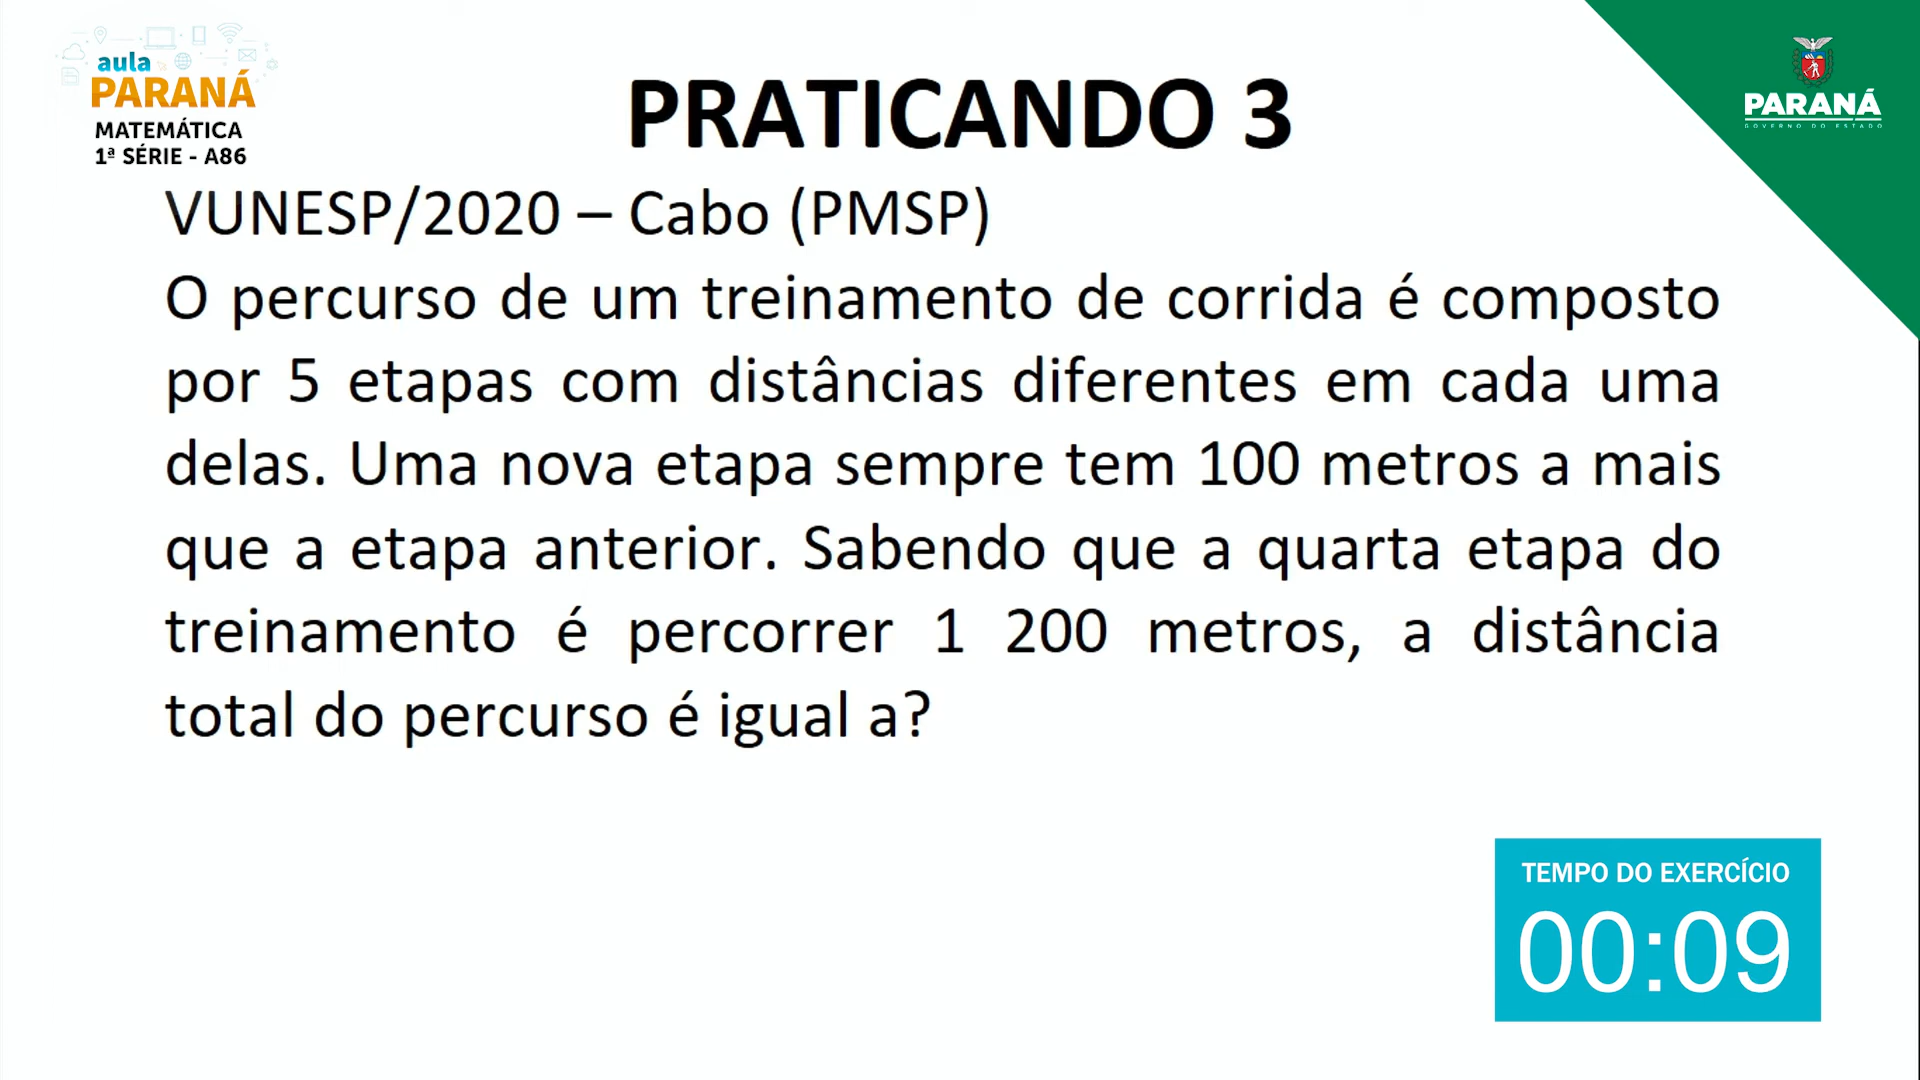 aula
PARANÁ
MATEMÁTICA
1ª SÉRIE - A86
PRATICANDO 3
PARANÁ
GOVERNO DO ESTADO
VUNESP/2020 – Cabo (PMSP)
O percurso de um treinamento de corrida é composto
por 5 etapas com distâncias diferentes em cada uma
delas. Uma nova etapa sempre tem 100 metros a mais
que a etapa anterior. Sabendo que a quarta etapa do
treinamento é percorrer 1 200 metros, a distância
total do percurso é igual a?
TEMPO DO EXERCÍCIO
00:09